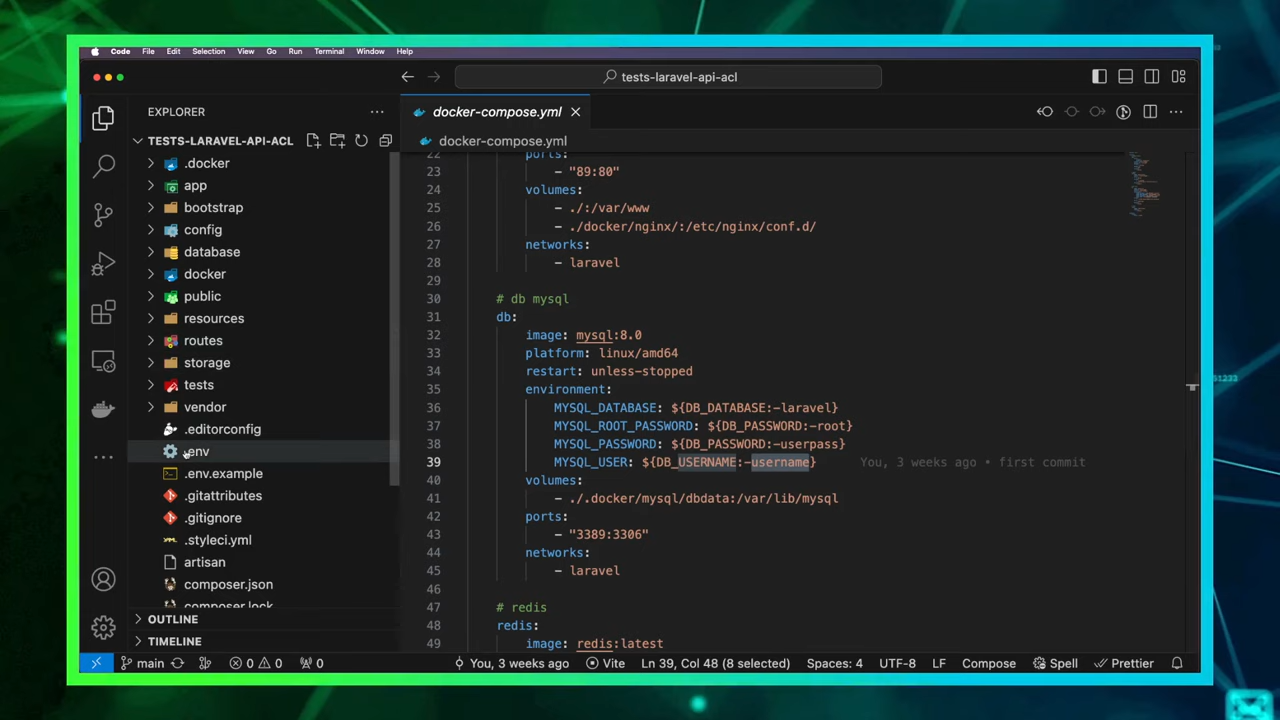 Code File Edit Selection View Go Run Terminal Window Help
tests-laravel-api-acl
EXPLORER
TESTS-LARAVEL-API-ACL
.docker
app
bootstrap
config
database
docker
public
resources
routes
storage
tests
vendor
.editorconfig
.env
.env.example
.gitattributes
.gitignore
.styleci.yml
artisan
composer.json
composer.lock
OUTLINE
TIMELINE
docker-compose.yml
docker-compose.yml
22 ports:
23 - "89:80"
24 volumes:
25 - ./:/var/www
26 - ./docker/nginx/:/etc/nginx/conf.d/
27 networks:
28 - laravel
29
30 # db mysql
31 db:
32 image: mysql:8.0
33 platform: linux/amd64
34 restart: unless-stopped
35 environment:
36 MYSQL_DATABASE: ${DB_DATABASE:-laravel}
37 MYSQL_ROOT_PASSWORD: ${DB_PASSWORD:-root}
38 MYSQL_PASSWORD: ${DB_PASSWORD:-userpass}
39 MYSQL_USER: ${DB_USERNAME:-username} You, 3 weeks ago • first commit
40 volumes:
41 - ./.docker/mysql/dbdata:/var/lib/mysql
42 ports:
43 - "3389:3306"
44 networks:
45 - laravel
46
47 # redis
48 redis:
49 image: redis:latest
main 0 0 0 You, 3 weeks ago Vite Ln 39, Col 48 (8 selected) Spaces: 4 UTF-8 LF Compose Spell Prettier